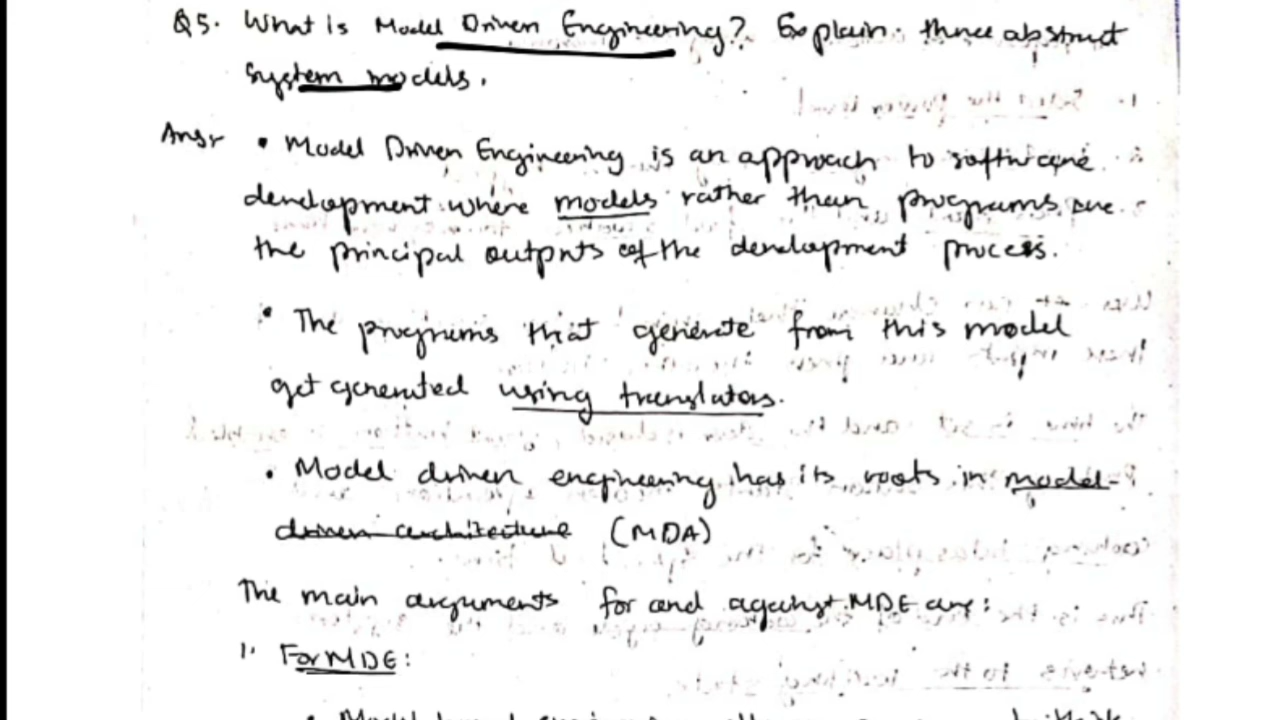 Q5. What is Model Driven Engineering? Explain three abstract
system models.
Ans:
• Model Driven Engineering is an approach to software
development where models rather than programs are
the principal outputs of the development process.
• The programs that generate from this model
get generated using translators.
• Model driven engineering has its roots in model-
driven architecture (MDA)
The main arguments for and against MDE are:
1. For MDE:
• Model